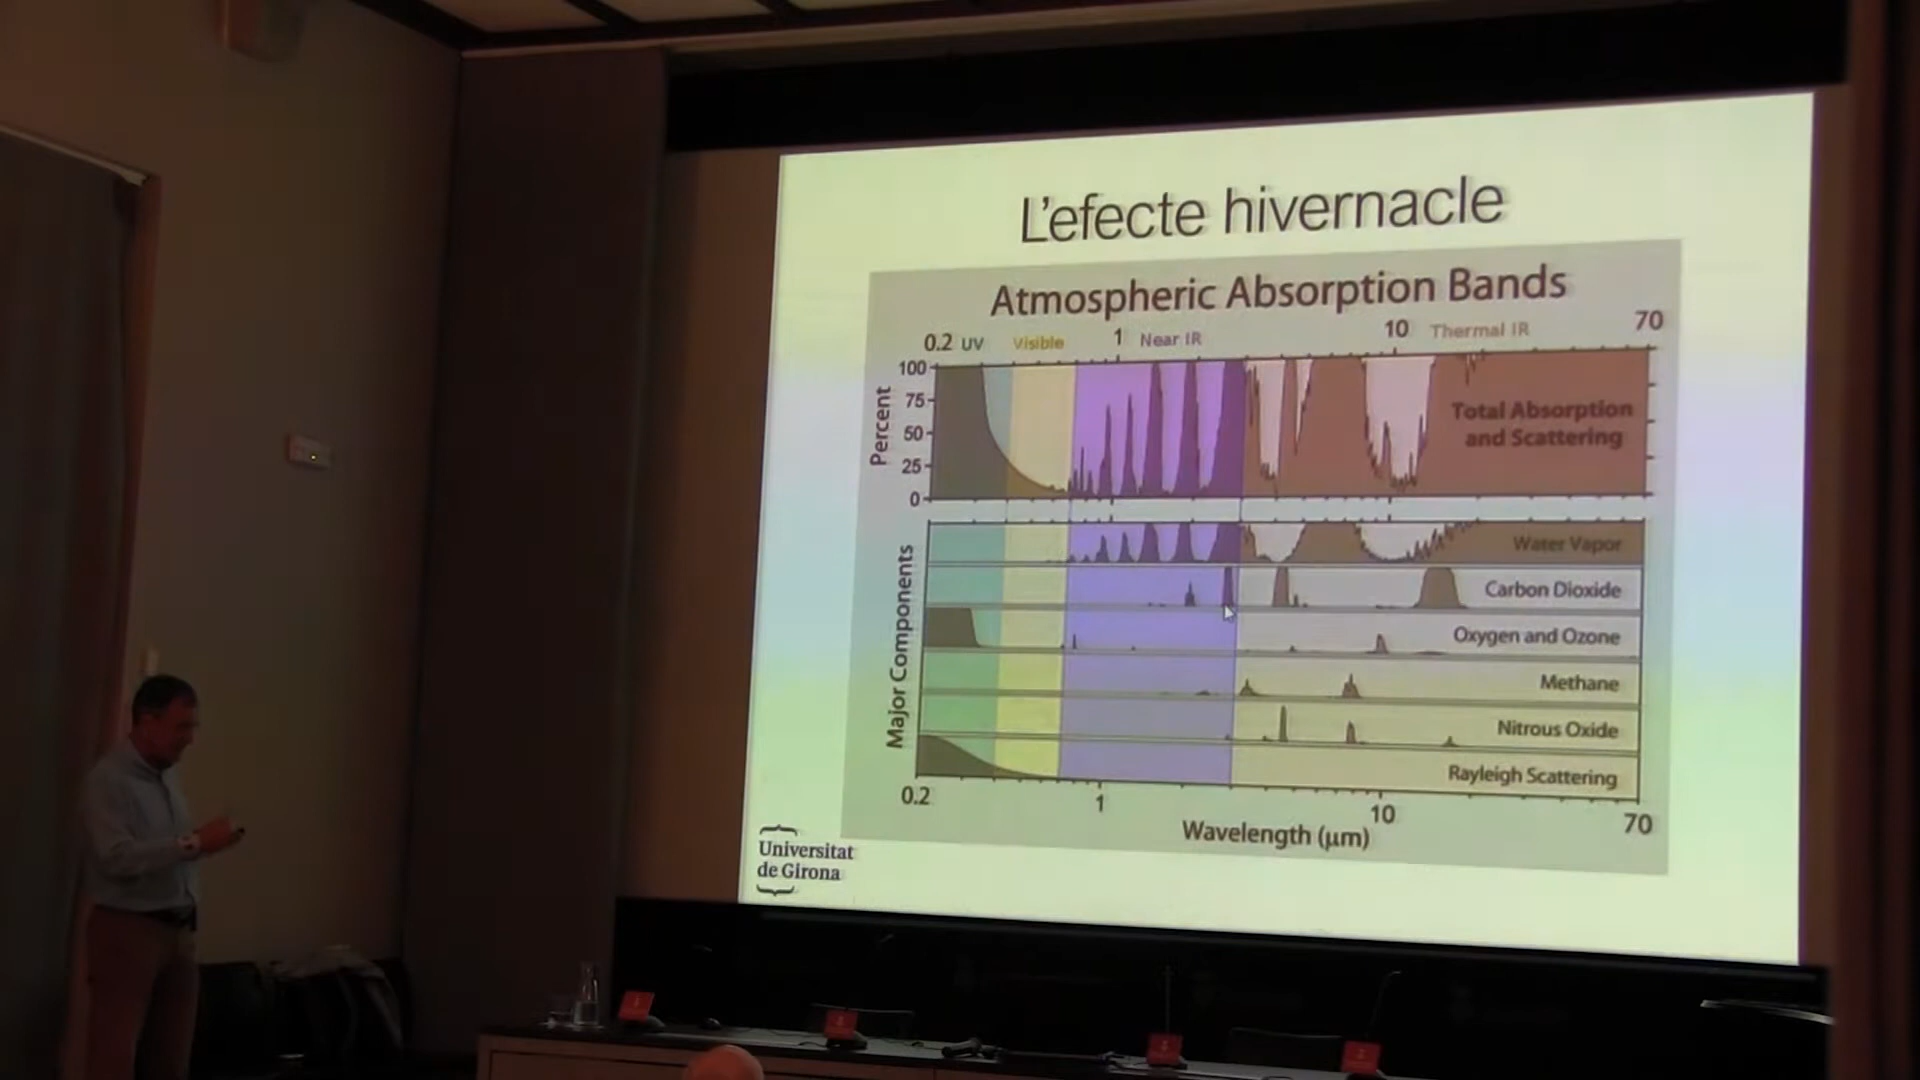 L'efecte hivernacle
Atmospheric Absorption Bands
0.2 UV Visible 1 Near IR 10 Thermal IR 70
Percent
100
75
50
25
0
Total Absorption
and Scattering
Major Components
Water Vapor
Carbon Dioxide
Oxygen and Ozone
Methane
Nitrous Oxide
Rayleigh Scattering
0.2 1 10 70
Wavelength (μm)
Universitat
de Girona